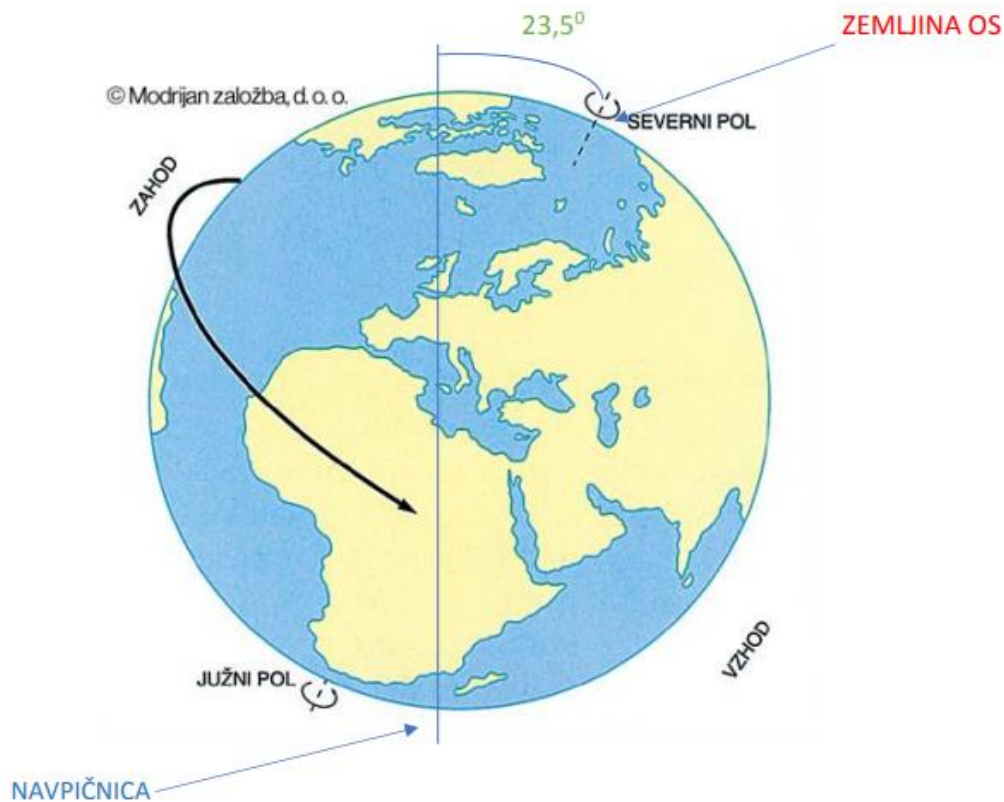 23,5⁰
ZEMLJINA OS
© Modrijan založba, d. o. o.
SEVERNI POL
ZAHOD
VZHOD
JUŽNI POL
NAVPIČNICA